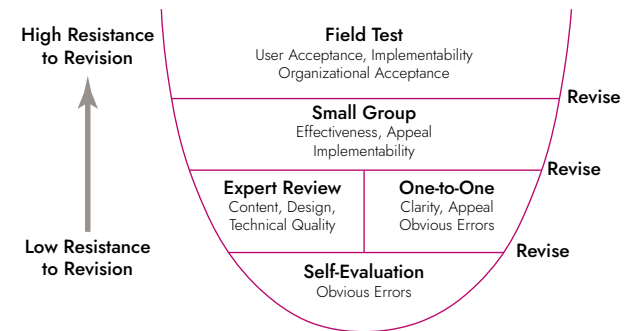 High Resistance
to Revision
Field Test
User Acceptance, Implementability
Organizational Acceptance
Revise
Small Group
Effectiveness, Appeal
Implementability
Revise
Expert Review
Content, Design,
Technical Quality
One-to-One
Clarity, Appeal
Obvious Errors
Revise
Low Resistance
to Revision
Self-Evaluation
Obvious Errors